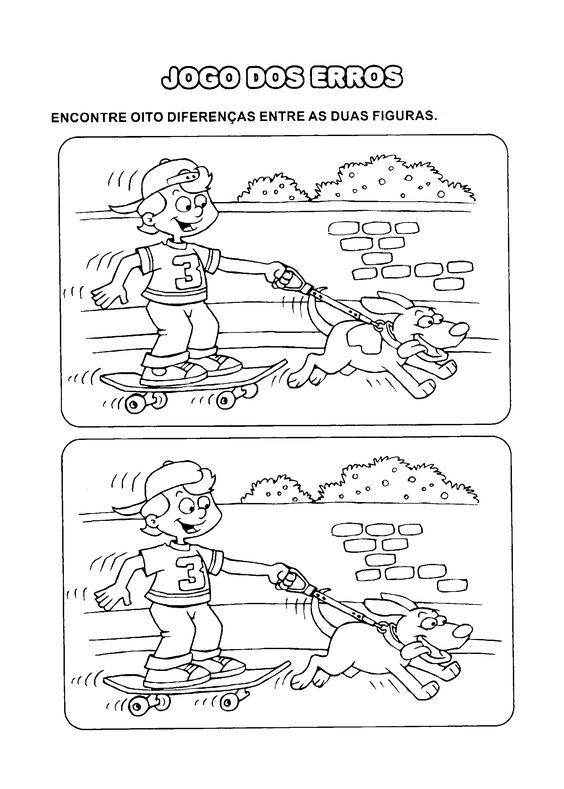 JOGO DOS ERROS
ENCONTRE OITO DIFERENÇAS ENTRE AS DUAS FIGURAS.
3
3